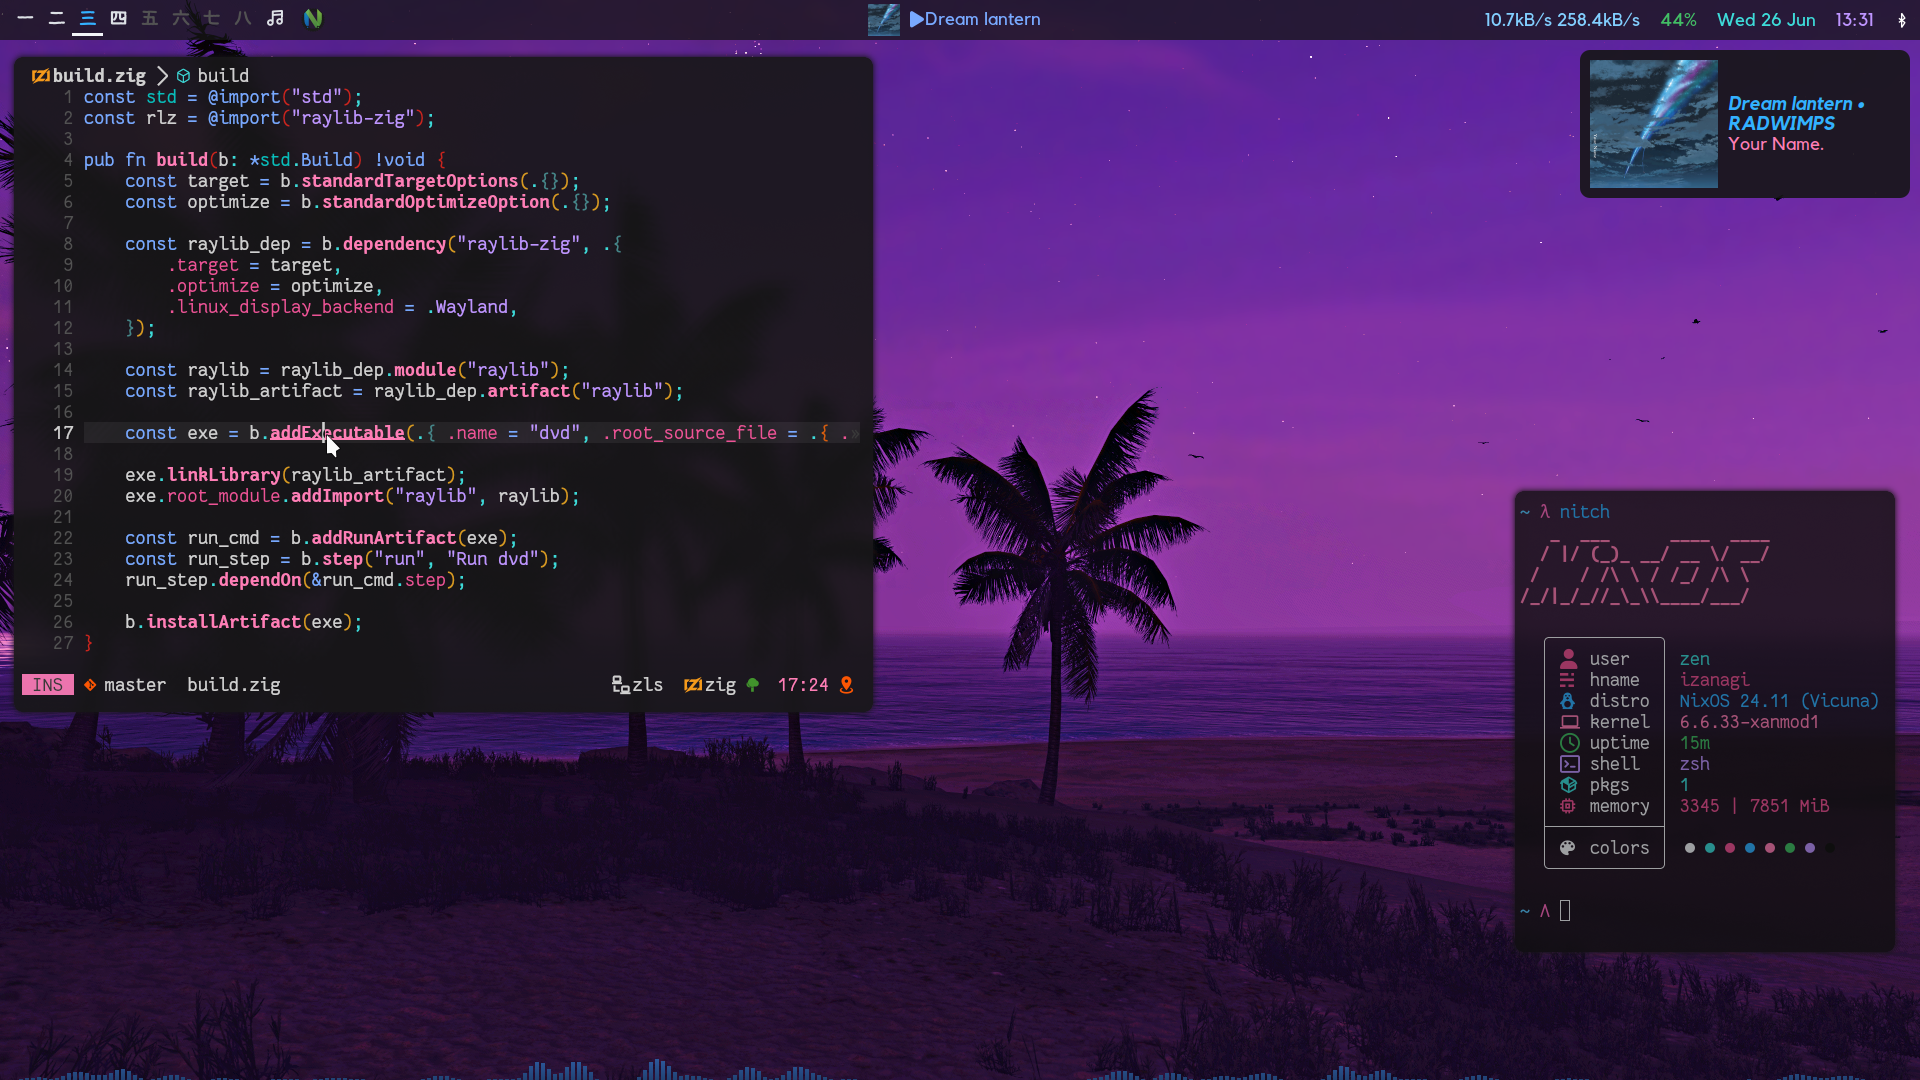 一 二 三 四 五 六 七 八
Dream lantern
10.7kB/s 258.4kB/s 44% Wed 26 Jun 13:31
build.zig > build
1 const std = @import("std");
2 const rlz = @import("raylib-zig");
3
4 pub fn build(b: *std.Build) !void {
5     const target = b.standardTargetOptions(.{});
6     const optimize = b.standardOptimizeOption(.{});
7
8     const raylib_dep = b.dependency("raylib-zig", .{
9         .target = target,
10         .optimize = optimize,
11         .linux_display_backend = .Wayland,
12     });
13
14     const raylib = raylib_dep.module("raylib");
15     const raylib_artifact = raylib_dep.artifact("raylib");
16
17     const exe = b.addExecutable(.{ .name = "dvd", .root_source_file = .{ .»
18
19     exe.linkLibrary(raylib_artifact);
20     exe.root_module.addImport("raylib", raylib);
21
22     const run_cmd = b.addRunArtifact(exe);
23     const run_step = b.step("run", "Run dvd");
24     run_step.dependOn(&run_cmd.step);
25
26     b.installArtifact(exe);
27 }
INS master build.zig zls zig 17:24
Dream lantern •
RADWIMPS
Your Name.
~ λ nitch
user zen
hname izanagi
distro NixOS 24.11 (Vicuna)
kernel 6.6.33-xanmod1
uptime 15m
shell zsh
pkgs 1
memory 3345 | 7851 MiB
colors
~ Λ